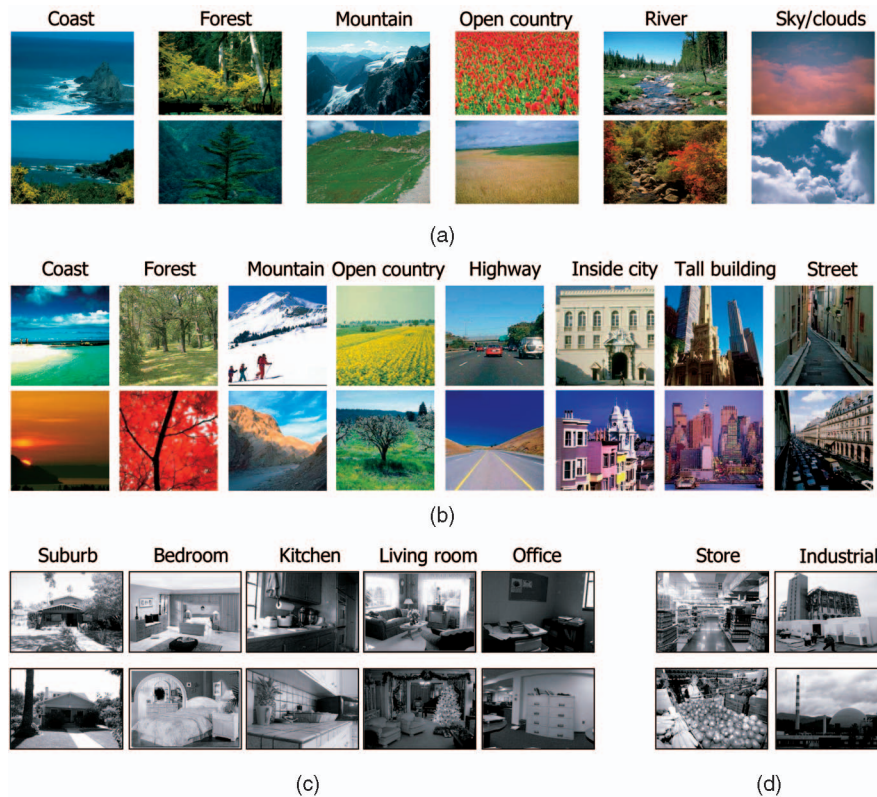 Coast Forest Mountain Open country River Sky/clouds
(a)
Coast Forest Mountain Open country Highway Inside city Tall building Street
(b)
Suburb Bedroom Kitchen Living room Office Store Industrial
(c) (d)